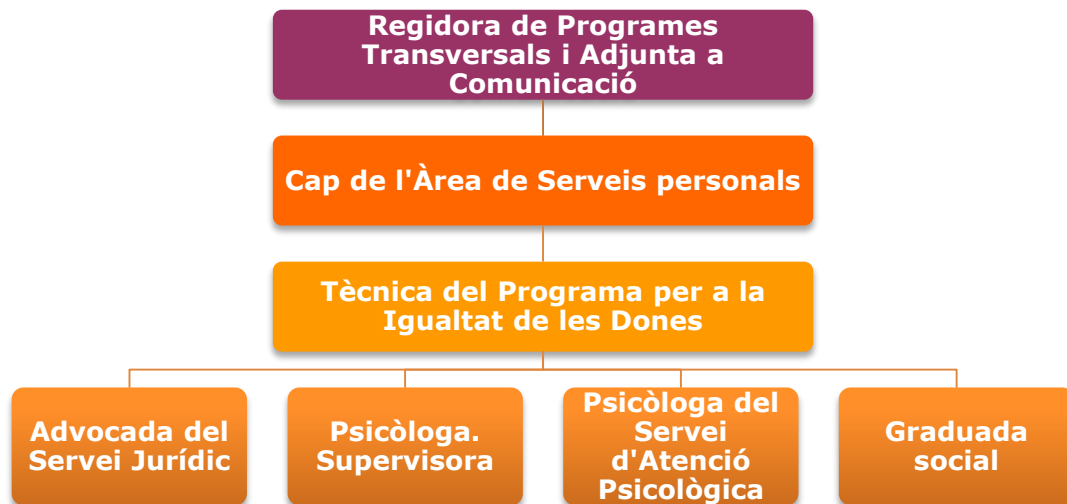 Regidora de Programes
Transversals i Adjunta a
Comunicació
Cap de l'Àrea de Serveis personals
Tècnica del Programa per a la
Igualtat de les Dones
Advocada del
Servei Jurídic
Psicòloga.
Supervisora
Psicòloga del
Servei
d'Atenció
Psicològica
Graduada
social